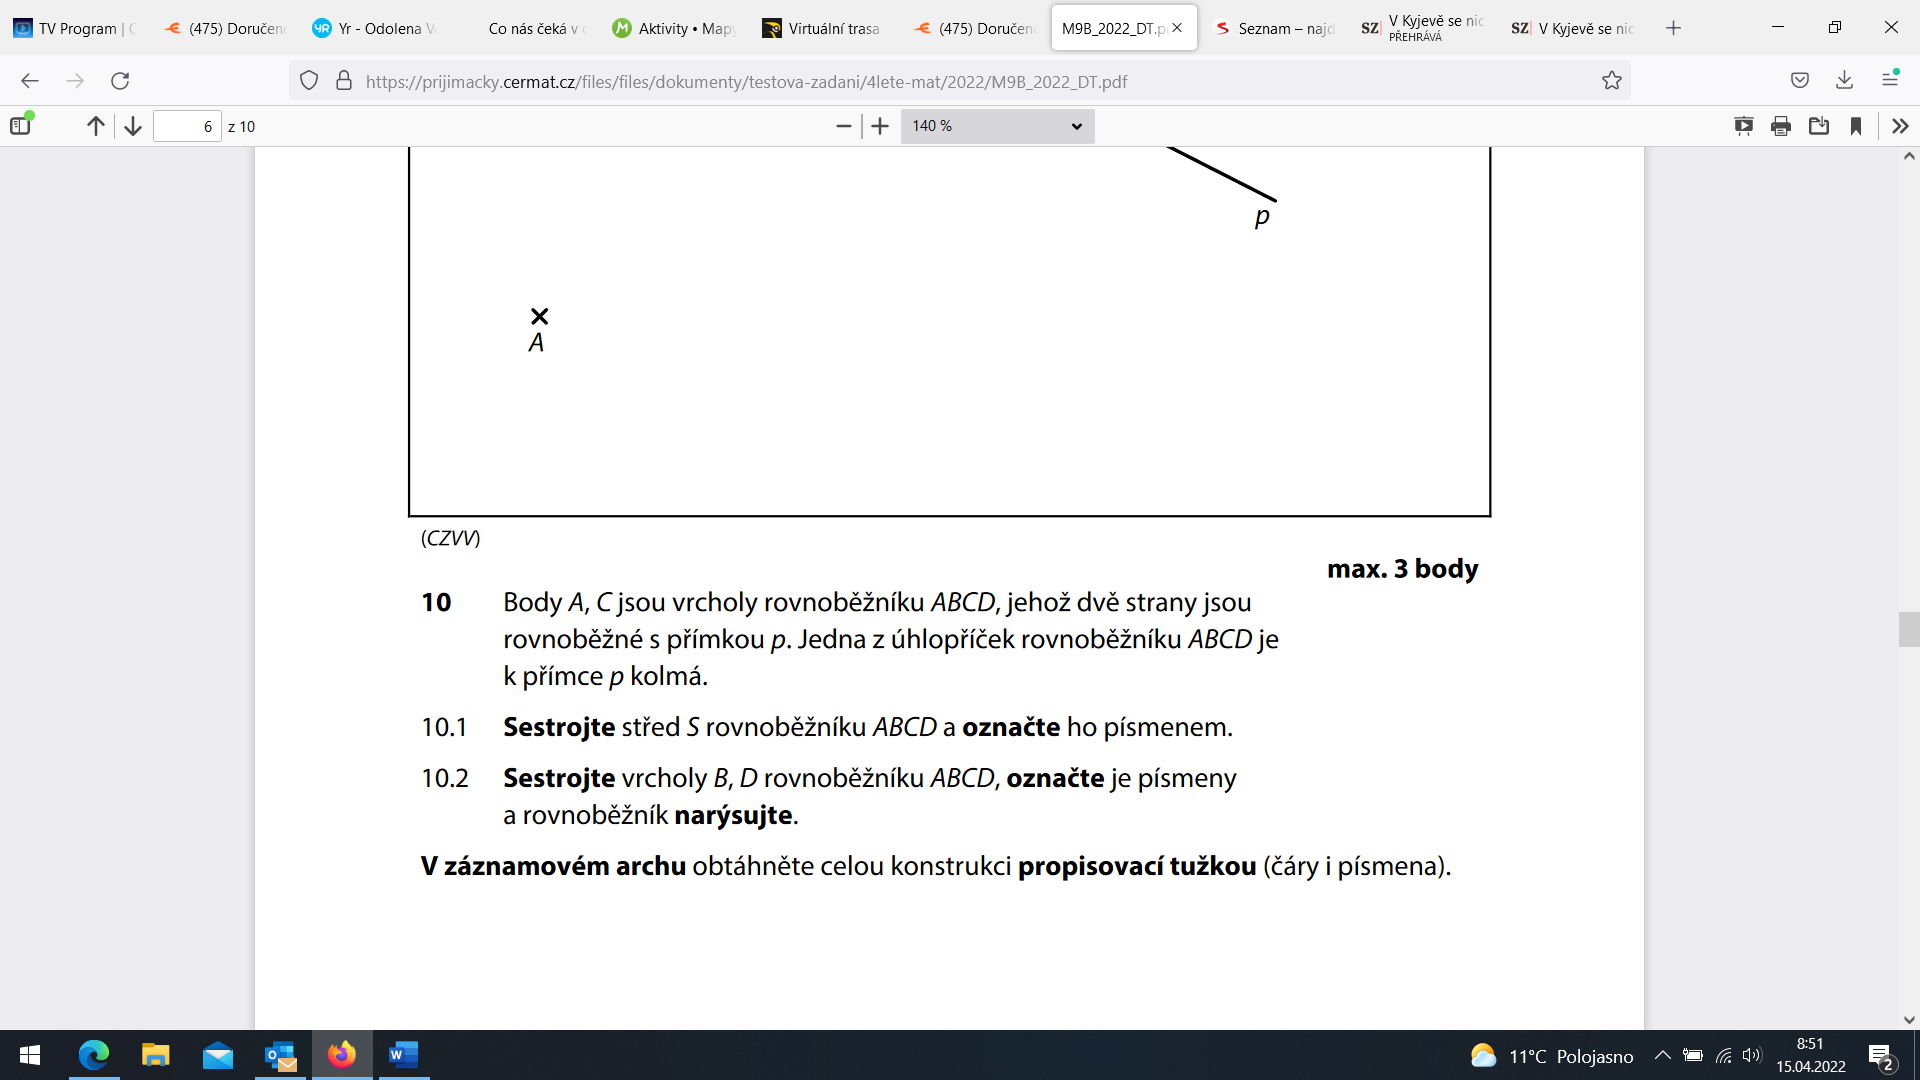 TV Program | Č
(475) Doručené
Yr - Odolena V
Co nás čeká v
Aktivity • Mapy
Virtuální trasa
(475) Doručené
M9B_2022_DT.p
Seznam – najd
V Kyjevě se nic
PŘEHRÁVÁ
V Kyjevě se nic
https://prijimacky.cermat.cz/files/files/dokumenty/testova-zadani/4lete-mat/2022/M9B_2022_DT.pdf
6 z 10
140 %
p
A
(CZVV)
max. 3 body
10 Body A, C jsou vrcholy rovnoběžníku ABCD, jehož dvě strany jsou
rovnoběžné s přímkou p. Jedna z úhlopříček rovnoběžníku ABCD je
k přímce p kolmá.
10.1 Sestrojte střed S rovnoběžníku ABCD a označte ho písmenem.
10.2 Sestrojte vrcholy B, D rovnoběžníku ABCD, označte je písmeny
a rovnoběžník narýsujte.
V záznamovém archu obtáhněte celou konstrukci propisovací tužkou (čáry i písmena).
11°C Polojasno
8:51
15.04.2022
2